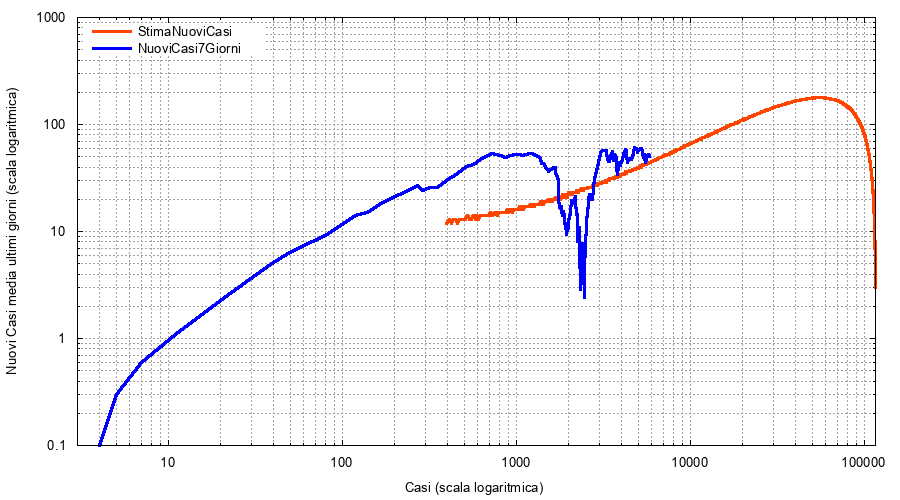 1000
StimaNuoviCasi
NuoviCasi7Giorni
100
10
1
0.1
Nuovi Casi media ultimi giorni (scala logaritmica)
10 100 1000 10000 100000
Casi (scala logaritmica)